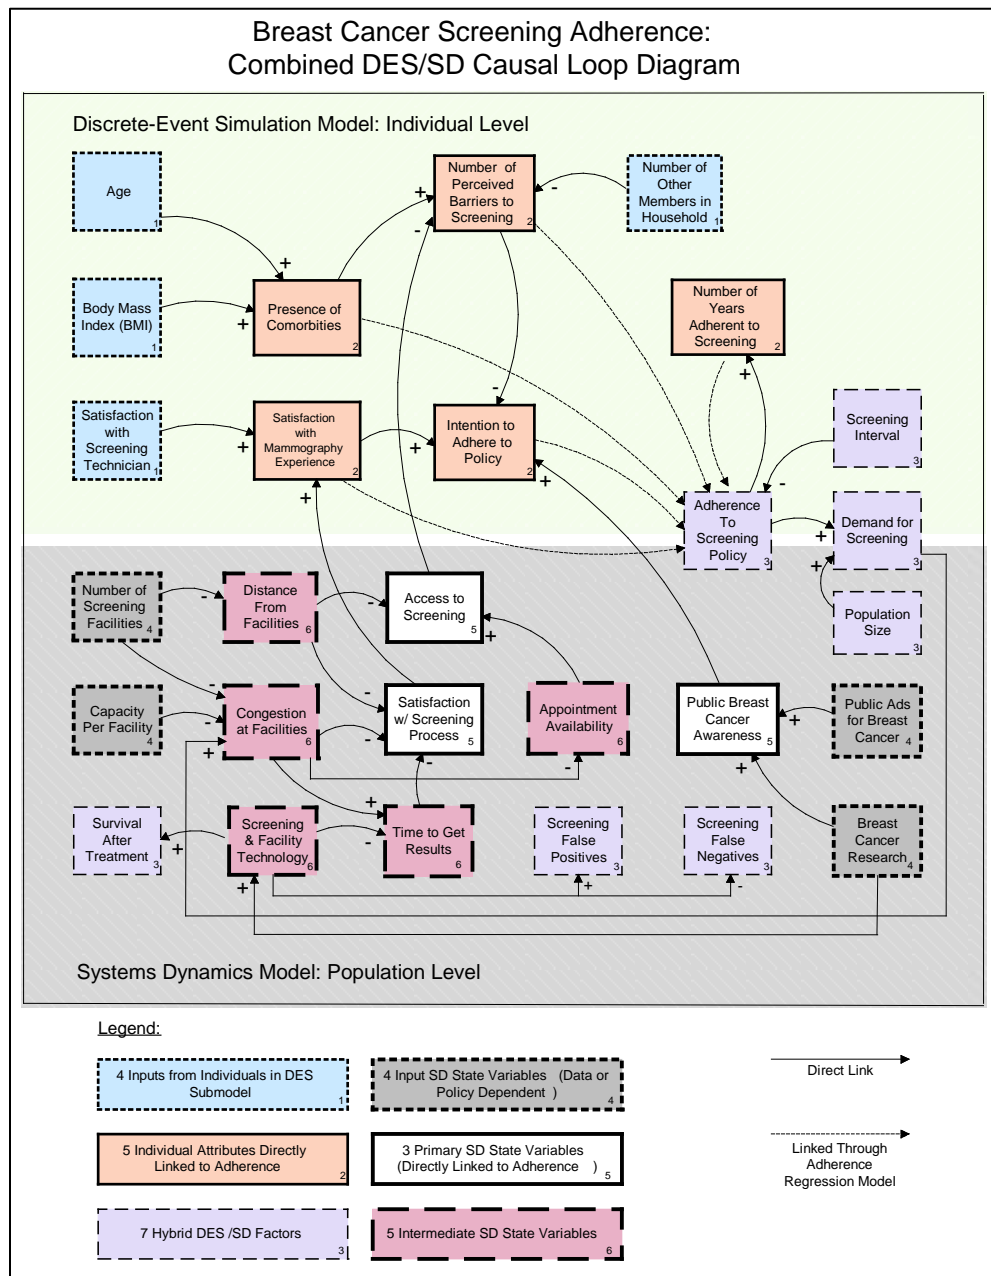 Breast Cancer Screening Adherence:
Combined DES/SD Causal Loop Diagram
Discrete-Event Simulation Model: Individual Level
Age
1
Number of
Perceived
Barriers to
Screening
2
Number of
Other
Members in
Household
1
+
-
-
+
Body Mass
Index (BMI)
1
+
Presence of
Comorbities
2
Number of
Years
Adherent to
Screening
2
+
-
Satisfaction
with
Screening
Technician
1
+
Satisfaction
with
Mammography
Experience
2
+
Intention to
Adhere to
Policy
2
+
+
Screening
Interval
3
-
Adherence
To
Screening
Policy
3
+
Demand for
Screening
3
+
Number of
Screening
Facilities
4
-
Distance
From
Facilities
6
-
Access to
Screening
5
+
Population
Size
3
Capacity
Per Facility
4
-
-
+
Congestion
at Facilities
6
-
-
Satisfaction
w/ Screening
Process
5
-
Appointment
Availability
6
-
Public Breast
Cancer
Awareness
5
+
+
Public Ads
for Breast
Cancer
4
Survival
After
Treatment
3
+
Screening
& Facility
Technology
6
+
+
-
Time to Get
Results
6
Screening
False
Positives
3
+
Screening
False
Negatives
3
-
Breast
Cancer
Research
4
Systems Dynamics Model: Population Level
Legend:
4 Inputs from Individuals in DES
Submodel
1
4 Input SD State Variables (Data or
Policy Dependent )
4
Direct Link
5 Individual Attributes Directly
Linked to Adherence
2
3 Primary SD State Variables
(Directly Linked to Adherence )
5
Linked Through
Adherence
Regression Model
7 Hybrid DES /SD Factors
3
5 Intermediate SD State Variables
6